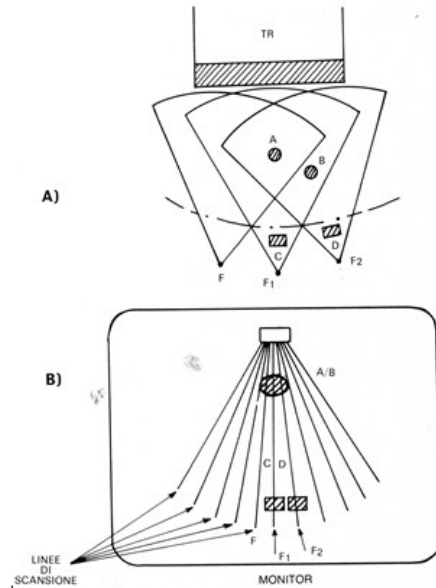 TR
A
B
A)
C
D
F
F1
F2
B)
A/B
C
D
F
F1
F2
LINEE
DI
SCANSIONE
MONITOR